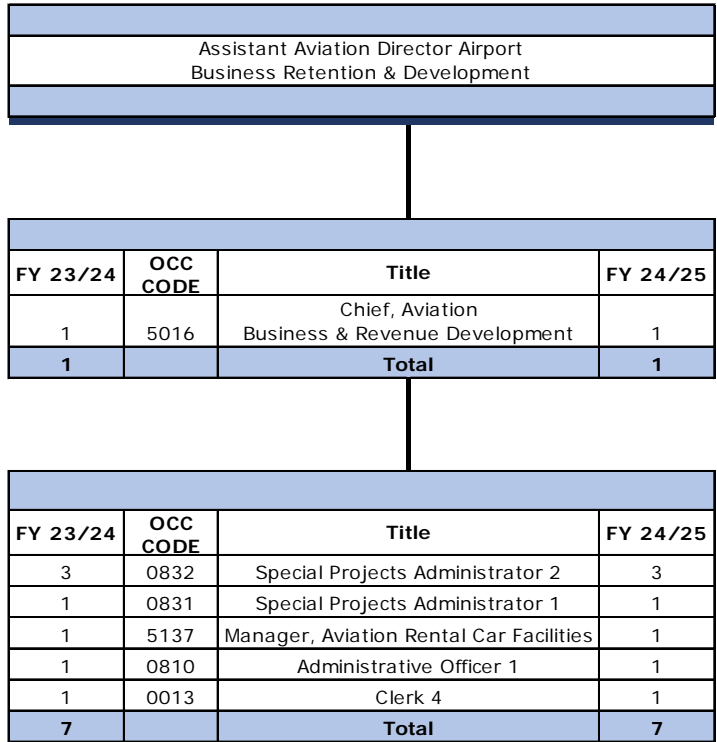 Assistant Aviation Director Airport
Business Retention & Development
FY 23/24 OCC CODE Title FY 24/25
1 5016 Chief, Aviation Business & Revenue Development 1
1 Total 1
FY 23/24 OCC CODE Title FY 24/25
3 0832 Special Projects Administrator 2 3
1 0831 Special Projects Administrator 1 1
1 5137 Manager, Aviation Rental Car Facilities 1
1 0810 Administrative Officer 1 1
1 0013 Clerk 4 1
7 Total 7